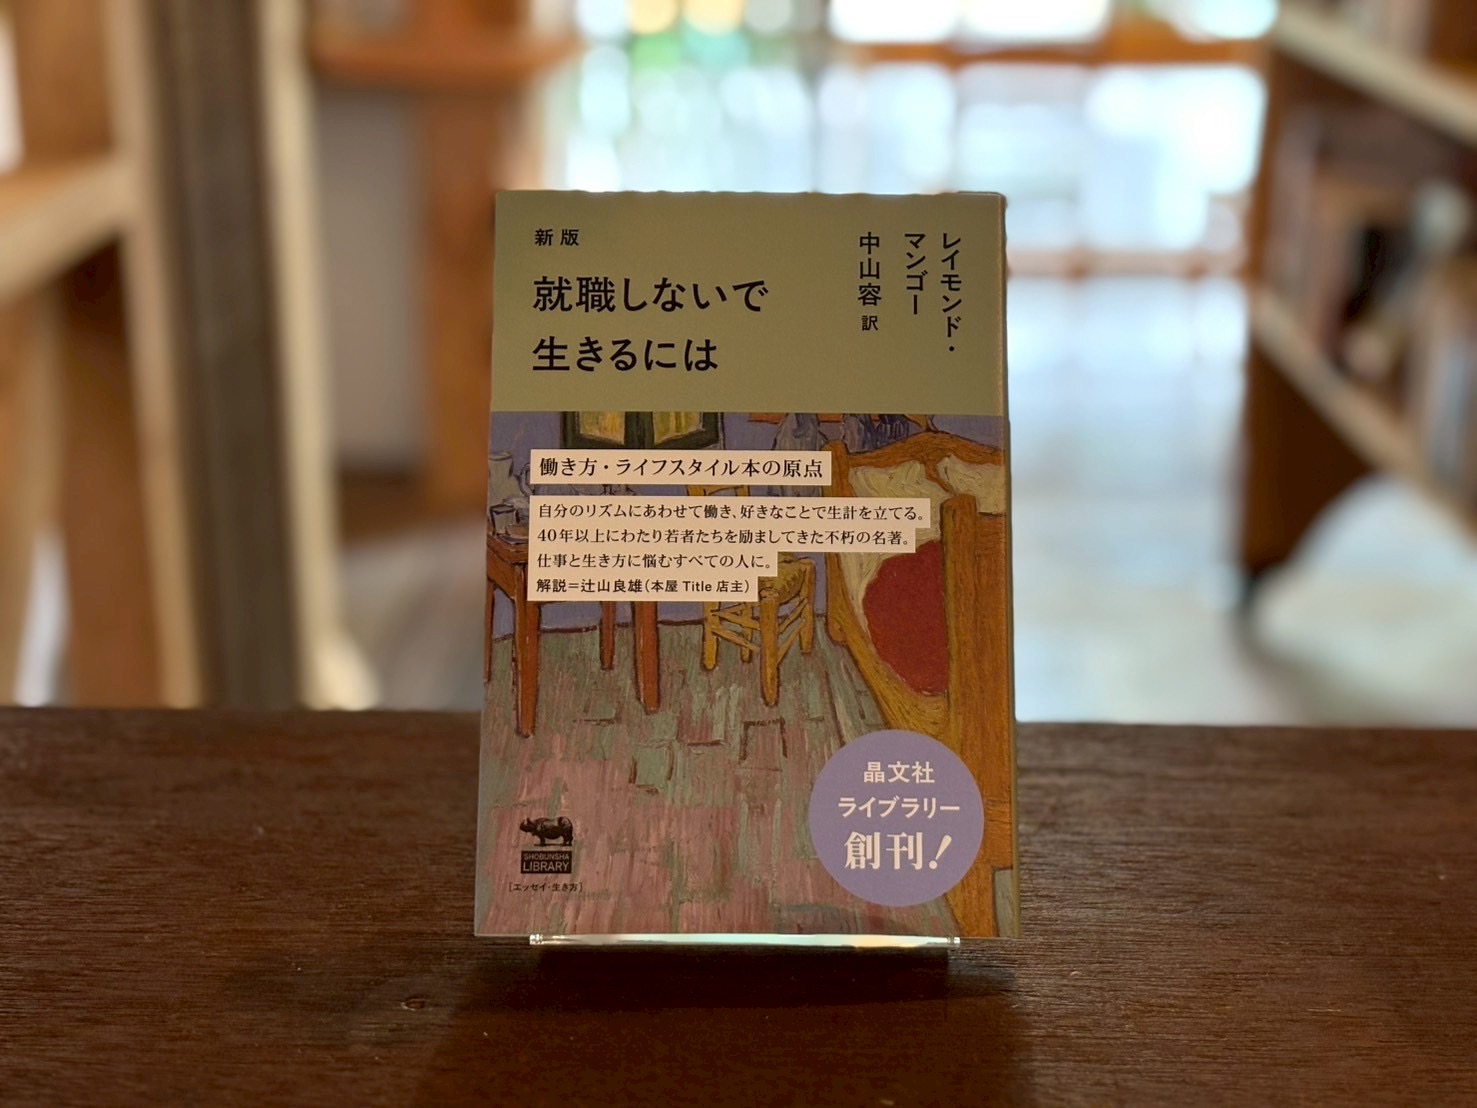 新版
就職しないで
生きるには
レイモンド・
マンゴー
中山容 訳
働き方・ライフスタイル本の原点
自分のリズムにあわせて働き、好きなことで生計を立てる。
40年以上にわたり若者たちを励ましてきた不朽の名著。
仕事と生き方に悩むすべての人に。
解説=辻山良雄(本屋 Title 店主)
晶文社
ライブラリー
創刊!
SHOBUNSHA
LIBRARY
[エッセイ・生き方]